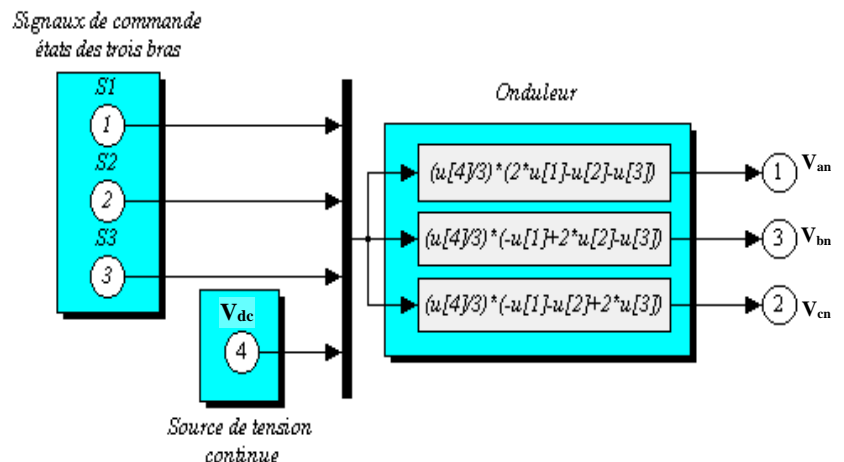 Signaux de commande
états des trois bras
S1
1
S2
2
S3
3
Vdc
4
Source de tension
continue
Onduleur
(u[4]/3)*(2*u[1]-u[2]-u[3])
(u[4]/3)*(-u[1]+2*u[2]-u[3])
(u[4]/3)*(-u[1]-u[2]+2*u[3])
1
Van
3
Vbn
2
Vcn